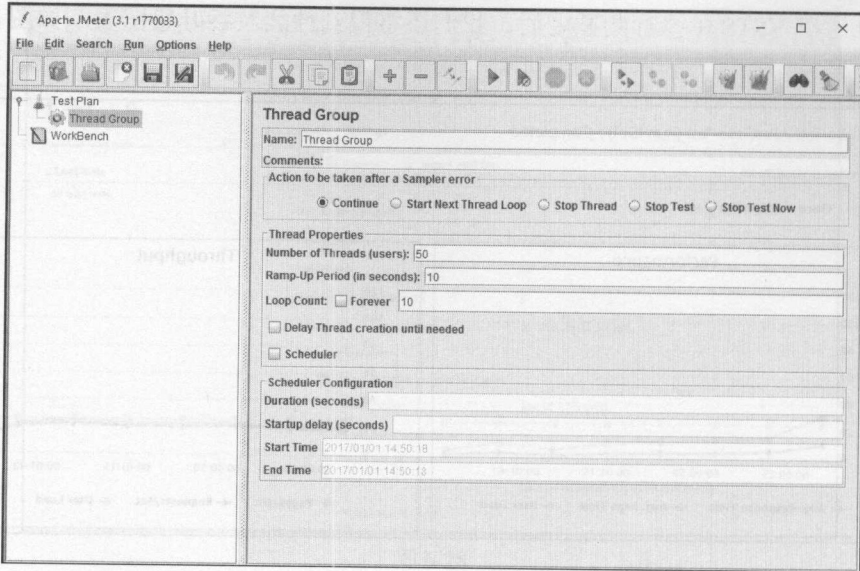 Apache JMeter (3.1 r1770033)
File Edit Search Run Options Help
Test Plan
Thread Group
WorkBench
Thread Group
Name: Thread Group
Comments:
Action to be taken after a Sampler error
Continue Start Next Thread Loop Stop Thread Stop Test Stop Test Now
Thread Properties
Number of Threads (users): 50
Ramp-Up Period (in seconds): 10
Loop Count: Forever 10
Delay Thread creation until needed
Scheduler
Scheduler Configuration
Duration (seconds)
Startup delay (seconds)
Start Time 2017/01/01 14:50:18
End Time 2017/01/01 14:50:18